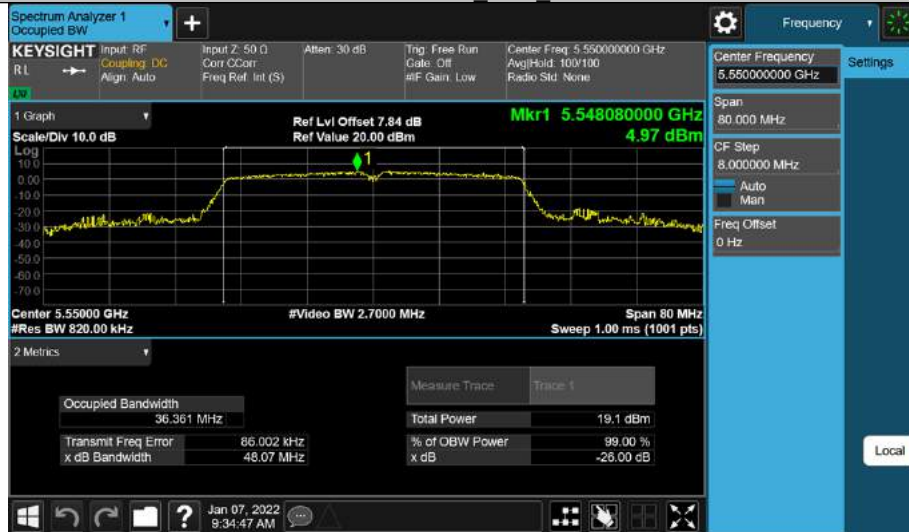 Spectrum Analyzer 1
Occupied BW
+
Frequency
KEYSIGHT
RL
Input: RF
Coupling: DC
Align: Auto
Input Z: 50 Ω
Corr CCorr
Freq Ref: Int (S)
Atten: 30 dB
Trig: Free Run
Gate: Off
#IF Gain: Low
Center Freq: 5.550000000 GHz
Avg|Hold: 100/100
Radio Std: None
Center Frequency
5.550000000 GHz
Settings
Span
80.000 MHz
CF Step
8.000000 MHz
Auto
Man
Freq Offset
0 Hz
1 Graph
Scale/Div 10.0 dB
Ref Lvl Offset 7.84 dB
Ref Value 20.00 dBm
Mkr1 5.548080000 GHz
4.97 dBm
Log
10.0
0.00
-10.0
-20.0
-30.0
-40.0
-50.0
-60.0
-70.0
1
Center 5.55000 GHz
#Res BW 820.00 kHz
#Video BW 2.7000 MHz
Span 80 MHz
Sweep 1.00 ms (1001 pts)
2 Metrics
Measure Trace
Trace 1
Occupied Bandwidth
36.361 MHz
Total Power
19.1 dBm
Transmit Freq Error
86.002 kHz
% of OBW Power
99.00 %
x dB Bandwidth
48.07 MHz
x dB
-26.00 dB
Local
?
Jan 07, 2022
9:34:47 AM